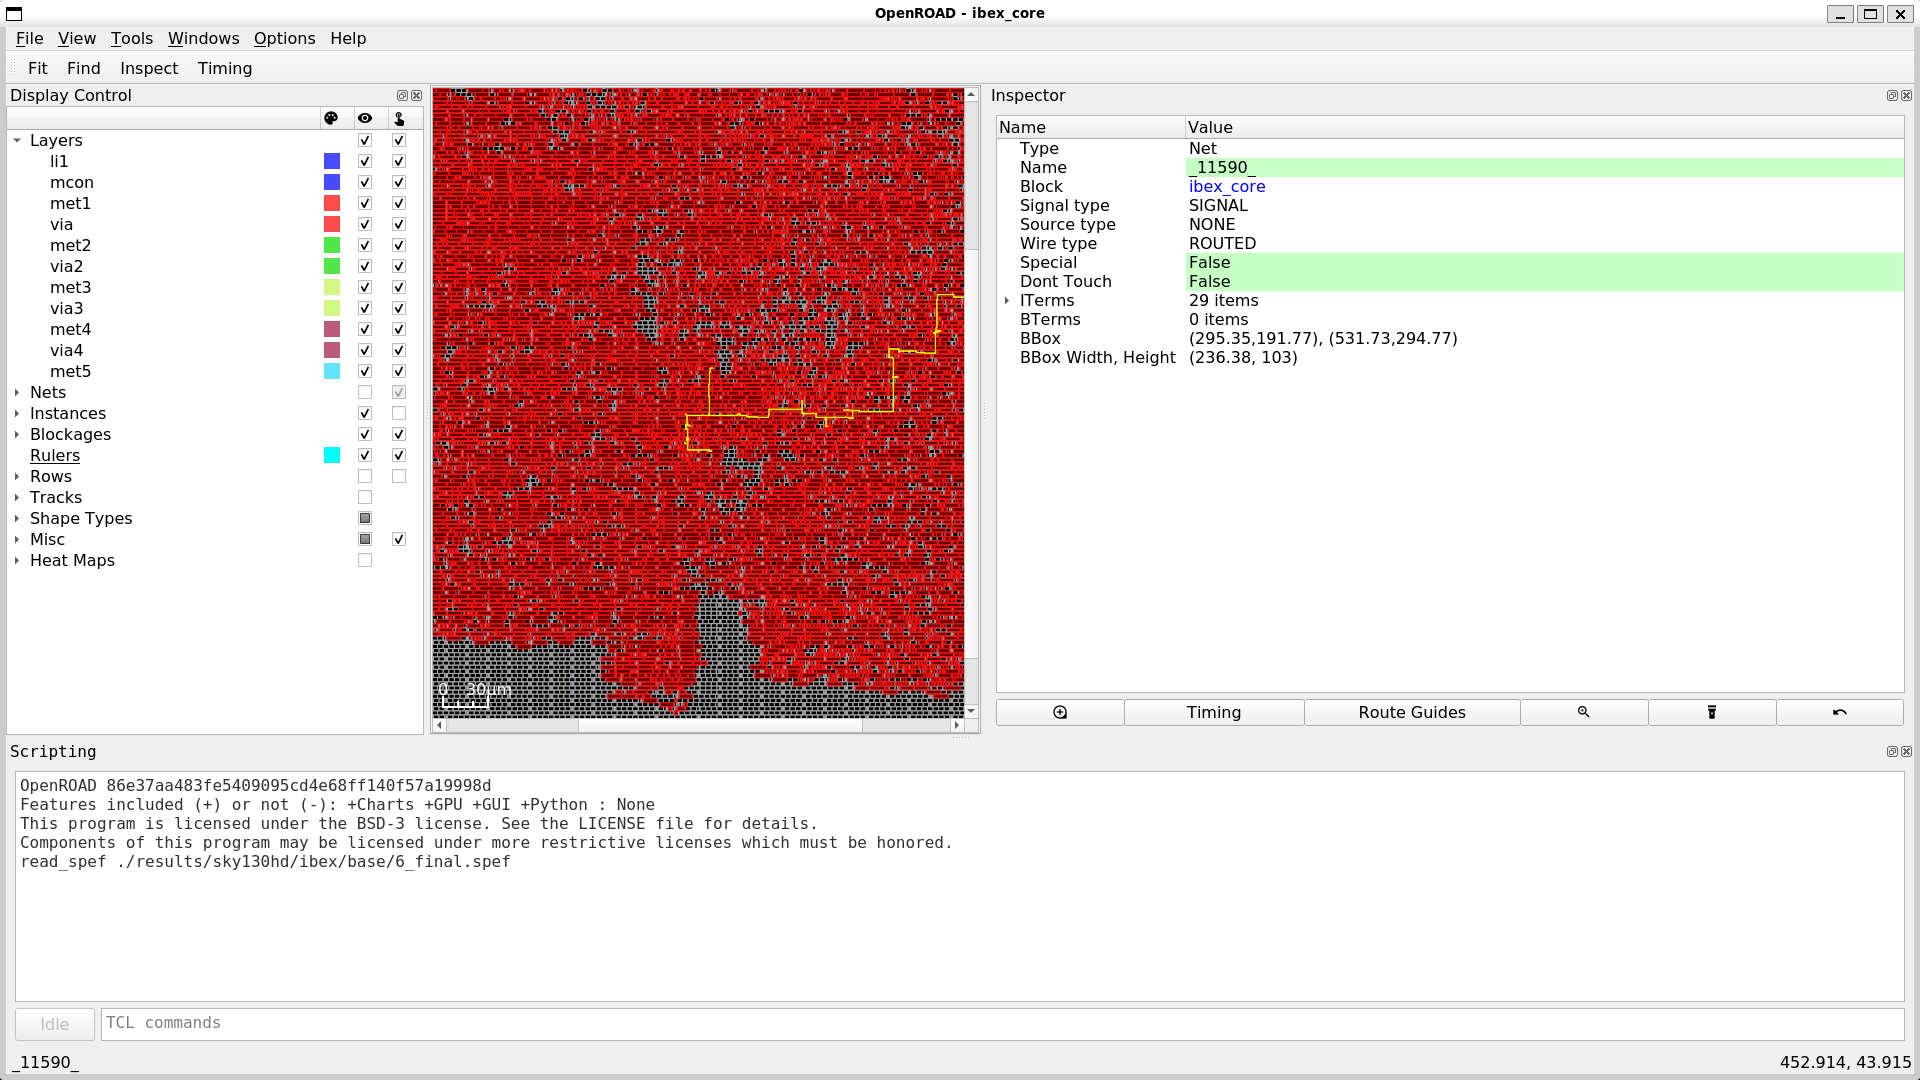 OpenROAD - ibex_core
File View Tools Windows Options Help
Fit Find Inspect Timing
Display Control
Layers
li1
mcon
met1
via
met2
via2
met3
via3
met4
via4
met5
Nets
Instances
Blockages
Rulers
Rows
Tracks
Shape Types
Misc
Heat Maps
0 30μm
Inspector
Name Value
Type Net
Name _11590_
Block ibex_core
Signal type SIGNAL
Source type NONE
Wire type ROUTED
Special False
Dont Touch False
ITerms 29 items
BTerms 0 items
BBox (295.35,191.77), (531.73,294.77)
BBox Width, Height (236.38, 103)
Timing Route Guides
Scripting
OpenROAD 86e37aa483fe5409095cd4e68ff140f57a19998d
Features included (+) or not (-): +Charts +GPU +GUI +Python : None
This program is licensed under the BSD-3 license. See the LICENSE file for details.
Components of this program may be licensed under more restrictive licenses which must be honored.
read_spef ./results/sky130hd/ibex/base/6_final.spef
Idle TCL commands
_11590_ 452.914, 43.915